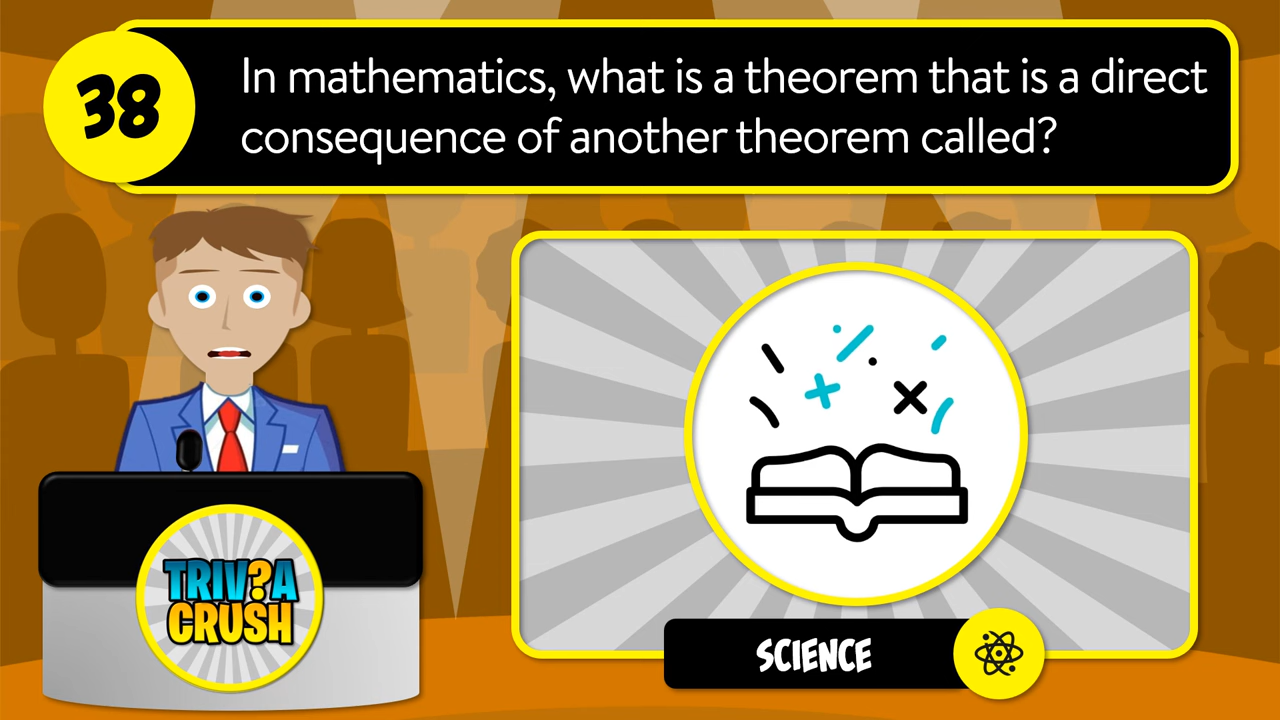 38
In mathematics, what is a theorem that is a direct
consequence of another theorem called?
TRIV?A
CRUSH
SCIENCE